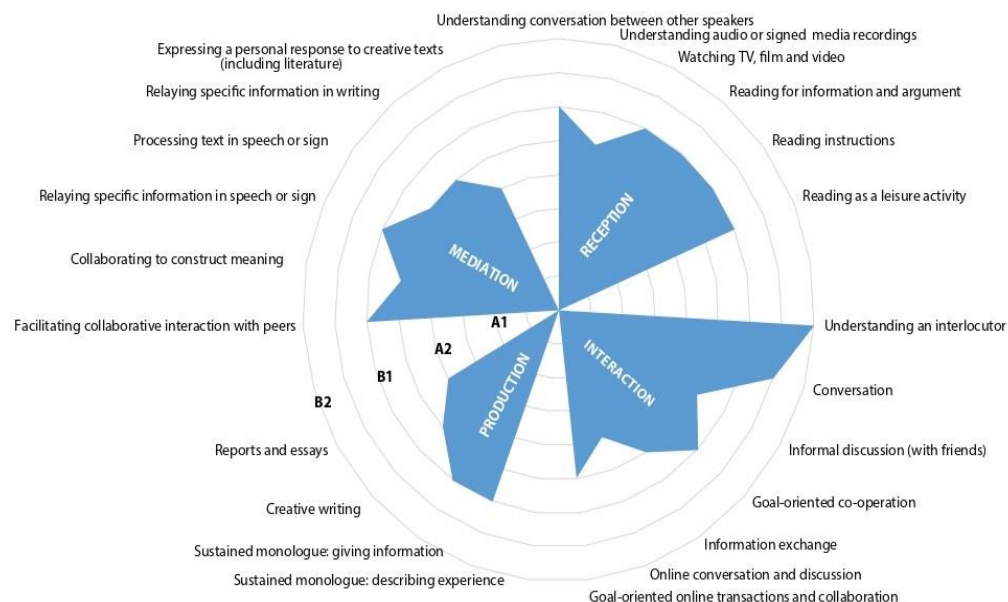 Understanding conversation between other speakers
Understanding audio or signed media recordings
Watching TV, film and video
Reading for information and argument
Reading instructions
Reading as a leisure activity
Understanding an interlocutor
Conversation
Informal discussion (with friends)
Goal-oriented co-operation
Information exchange
Online conversation and discussion
Goal-oriented online transactions and collaboration
Sustained monologue: describing experience
Sustained monologue: giving information
Creative writing
Reports and essays
Facilitating collaborative interaction with peers
Collaborating to construct meaning
Relaying specific information in speech or sign
Processing text in speech or sign
Relaying specific information in writing
Expressing a personal response to creative texts
(including literature)
RECEPTION
INTERACTION
PRODUCTION
MEDIATION
A1
A2
B1
B2